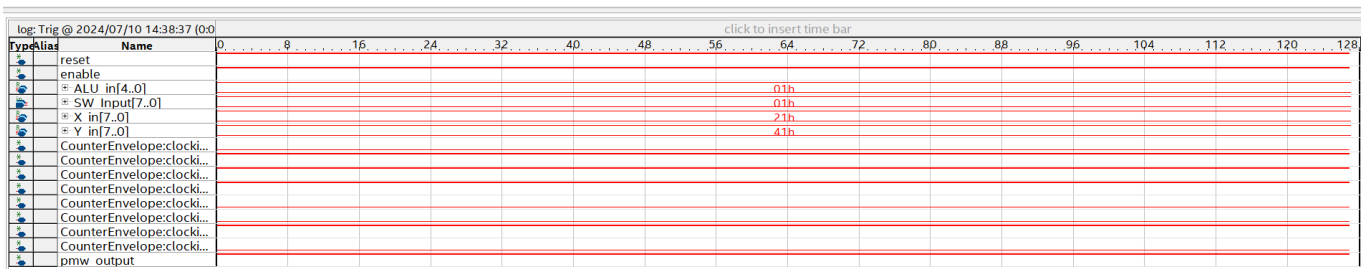 log: Trig @ 2024/07/10 14:38:37 (0:0
click to insert time bar
Type Alias Name 0 8 16 24 32 40 48 56 64 72 80 88 96 104 112 120 128
reset
enable
ALU_in[4..0] 01h
SW_Input[7..0] 01h
X_in[7..0] 21h
Y_in[7..0] 41h
CounterEnvelope:clocki...
CounterEnvelope:clocki...
CounterEnvelope:clocki...
CounterEnvelope:clocki...
CounterEnvelope:clocki...
CounterEnvelope:clocki...
CounterEnvelope:clocki...
CounterEnvelope:clocki...
pmw_output